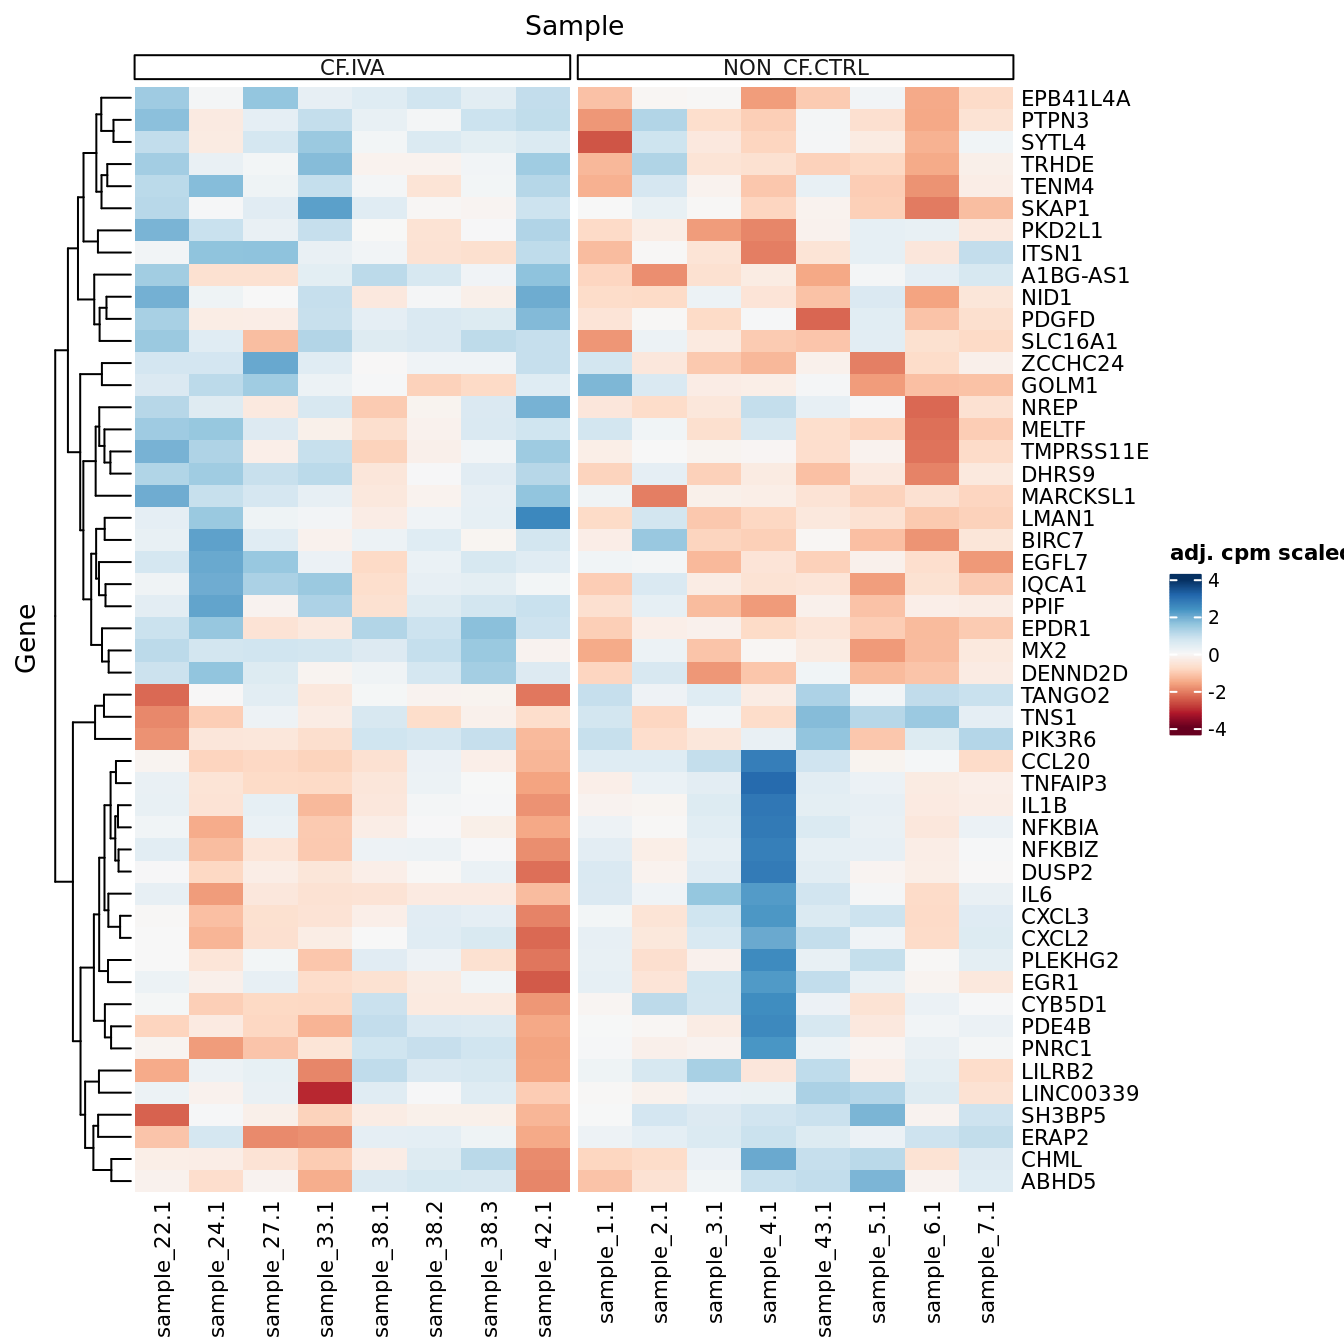 Sample
CF.IVA
NON_CF.CTRL
EPB41L4A
PTPN3
SYTL4
TRHDE
TENM4
SKAP1
PKD2L1
ITSN1
A1BG-AS1
NID1
PDGFD
SLC16A1
ZCCHC24
GOLM1
NREP
MELTF
TMPRSS11E
DHRS9
MARCKSL1
LMAN1
BIRC7
EGFL7
IQCA1
PPIF
EPDR1
MX2
DENND2D
TANGO2
TNS1
PIK3R6
CCL20
TNFAIP3
IL1B
NFKBIA
NFKBIZ
DUSP2
IL6
CXCL3
CXCL2
PLEKHG2
EGR1
CYB5D1
PDE4B
PNRC1
LILRB2
LINC00339
SH3BP5
ERAP2
CHML
ABHD5
Gene
sample_22.1
sample_24.1
sample_27.1
sample_33.1
sample_38.1
sample_38.2
sample_38.3
sample_42.1
sample_1.1
sample_2.1
sample_3.1
sample_4.1
sample_43.1
sample_5.1
sample_6.1
sample_7.1
adj. cpm scaled
4
2
0
-2
-4